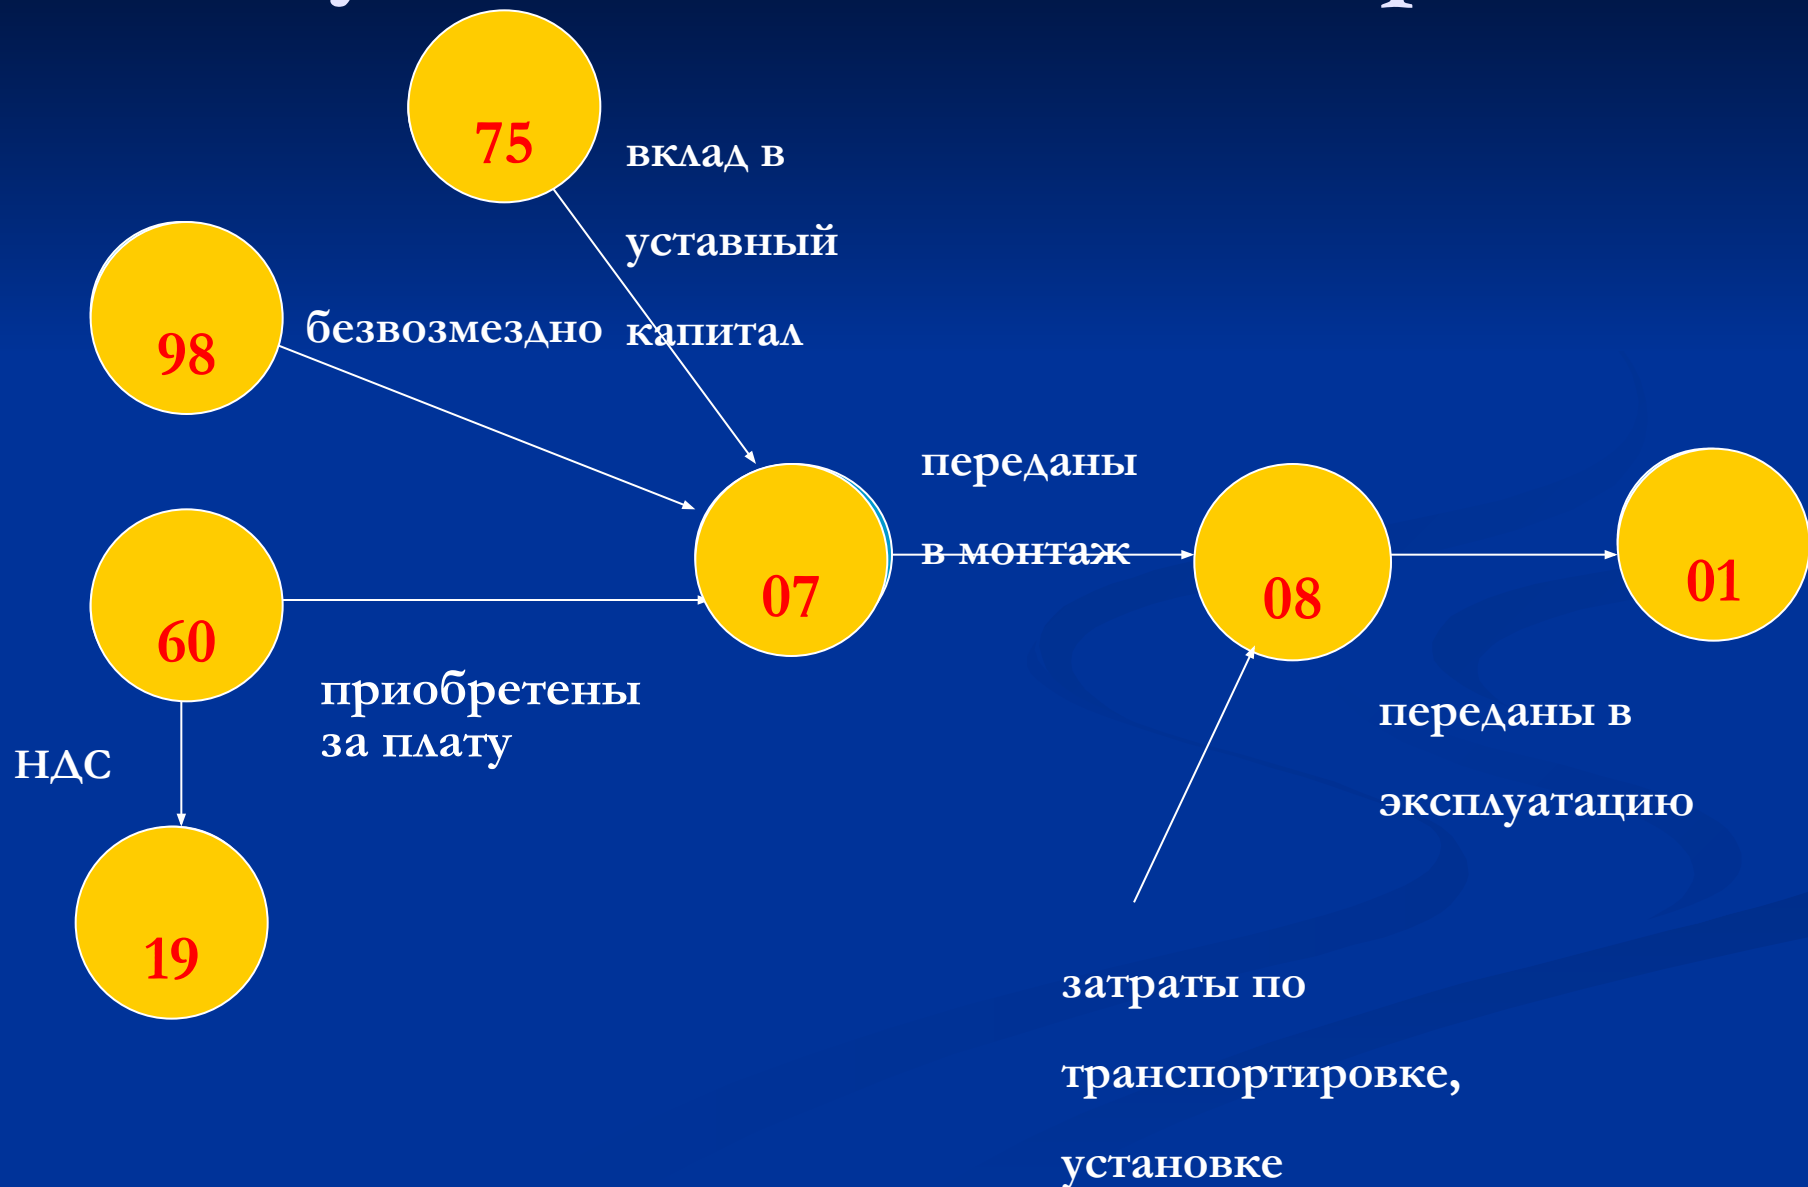 75
вклад в
уставный
капитал
98
безвозмездно
60
приобретены
за плату
НДС
19
07
переданы
в монтаж
08
01
переданы в
эксплуатацию
затраты по
транспортировке,
установке